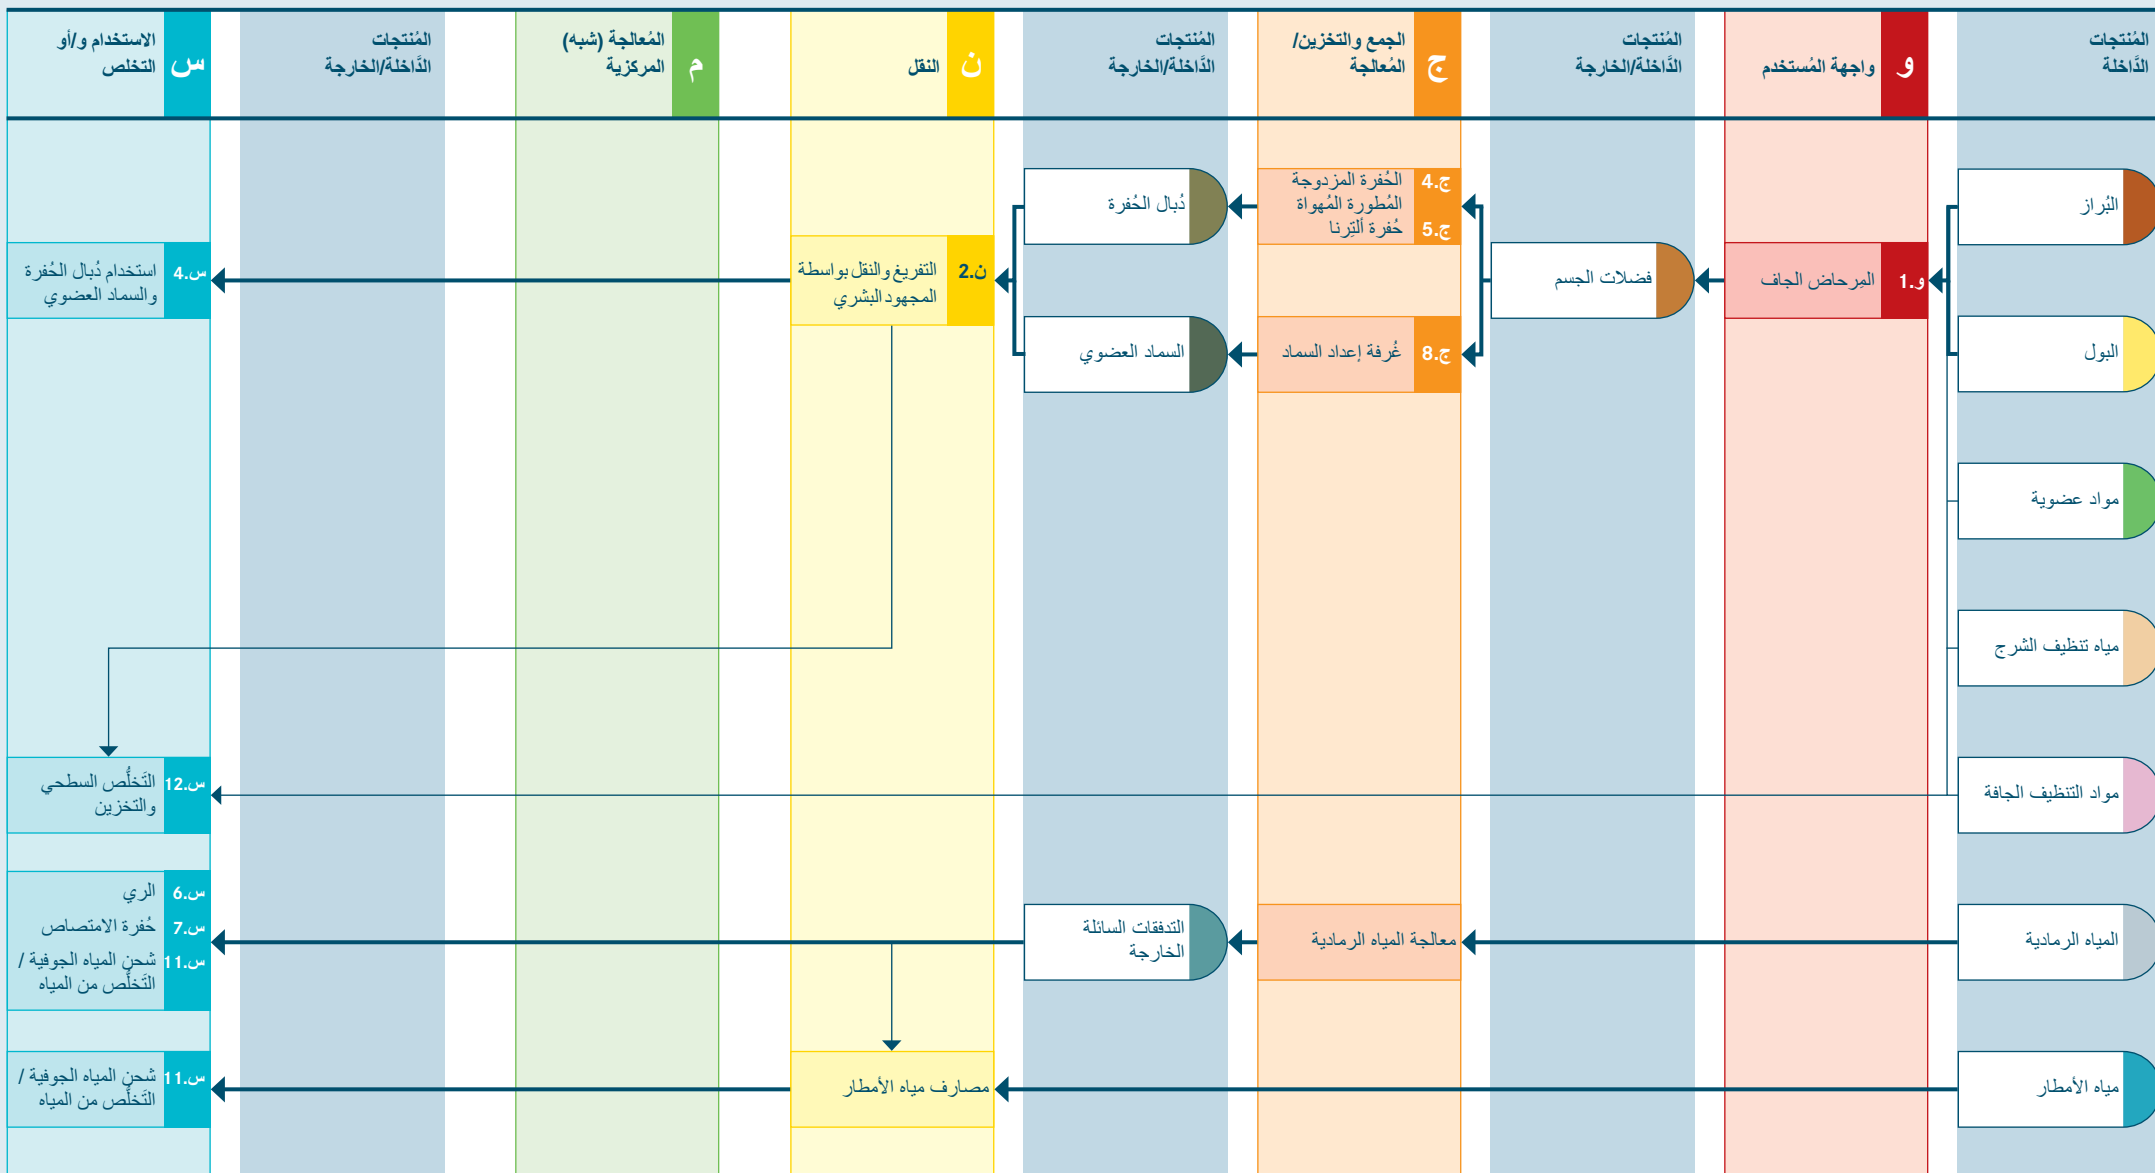 المُنتجات
الدَّاخلة
و
واجهة المُستخدم
المُنتجات
الدَّاخلة/الخارجة
ج
الجمع والتخزين/
المُعالجة
المُنتجات
الدَّاخلة/الخارجة
ن
النقل
م
المُعالجة (شبه)
المركزية
المُنتجات
الدَّاخلة/الخارجة
س
الاستخدام و/أو
التخلص
البُراز
البول
مواد عضوية
مياه تنظيف الشرج
مواد التنظيف الجافة
المياه الرمادية
مياه الأمطار
و.1
المِرحاض الجاف
فضلات الجسم
ج.4
الحُفرة المزدوجة
المُطورة المُهواة
ج.5
حُفرة ألتِرنا
ج.8
غُرفة إعداد السماد
معالجة المياه الرمادية
دُبال الحُفرة
السماد العضوي
التدفقات السائلة
الخارجة
ن.2
التفريغ والنقل بواسطة
المجهود البشري
مصارف مياه الأمطار
س.4
استخدام دُبال الحُفرة
والسماد العضوي
س.12
التَخلُّص السطحي
والتخزين
س.6
الري
س.7
حُفرة الامتصاص
س.11
شحن المياه الجوفية /
التَخلُّص من المياه
س.11
شحن المياه الجوفية /
التَخلُّص من المياه